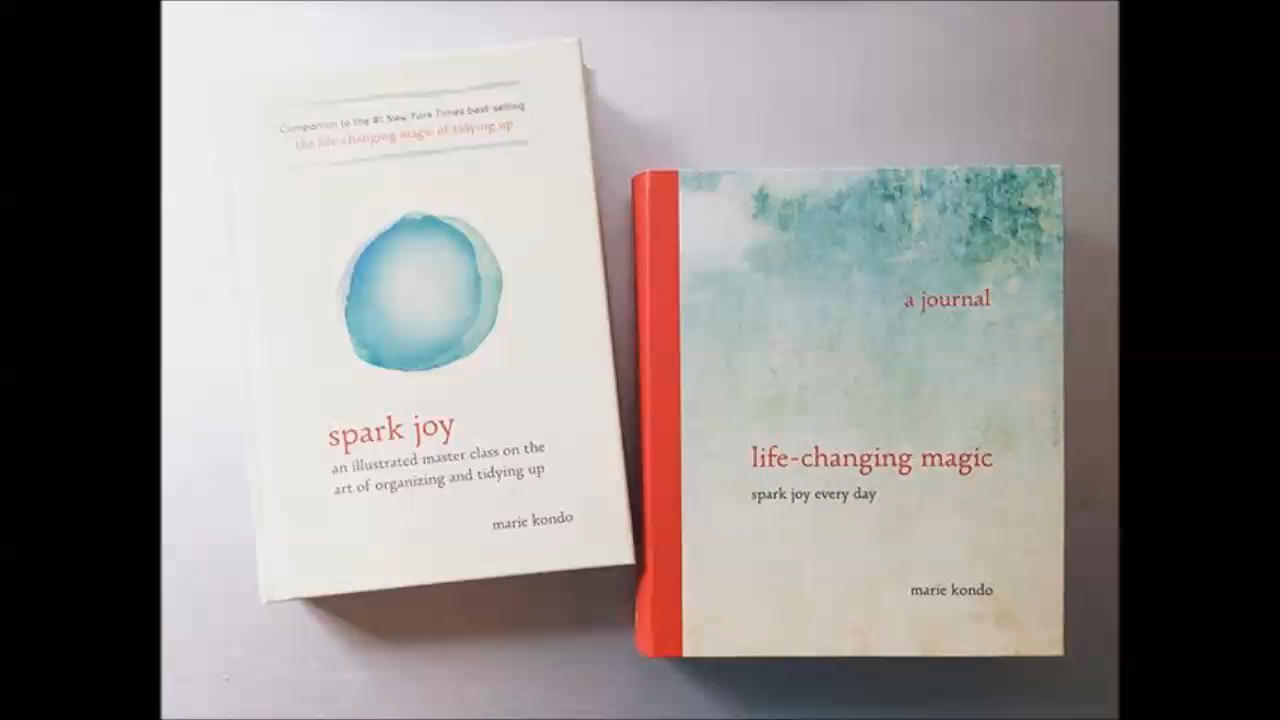 Companion to the #1 New York Times best selling
the life-changing magic of tidying up
spark joy
an illustrated master class on the
art of organizing and tidying up
marie kondo
a journal
life-changing magic
spark joy every day
marie kondo